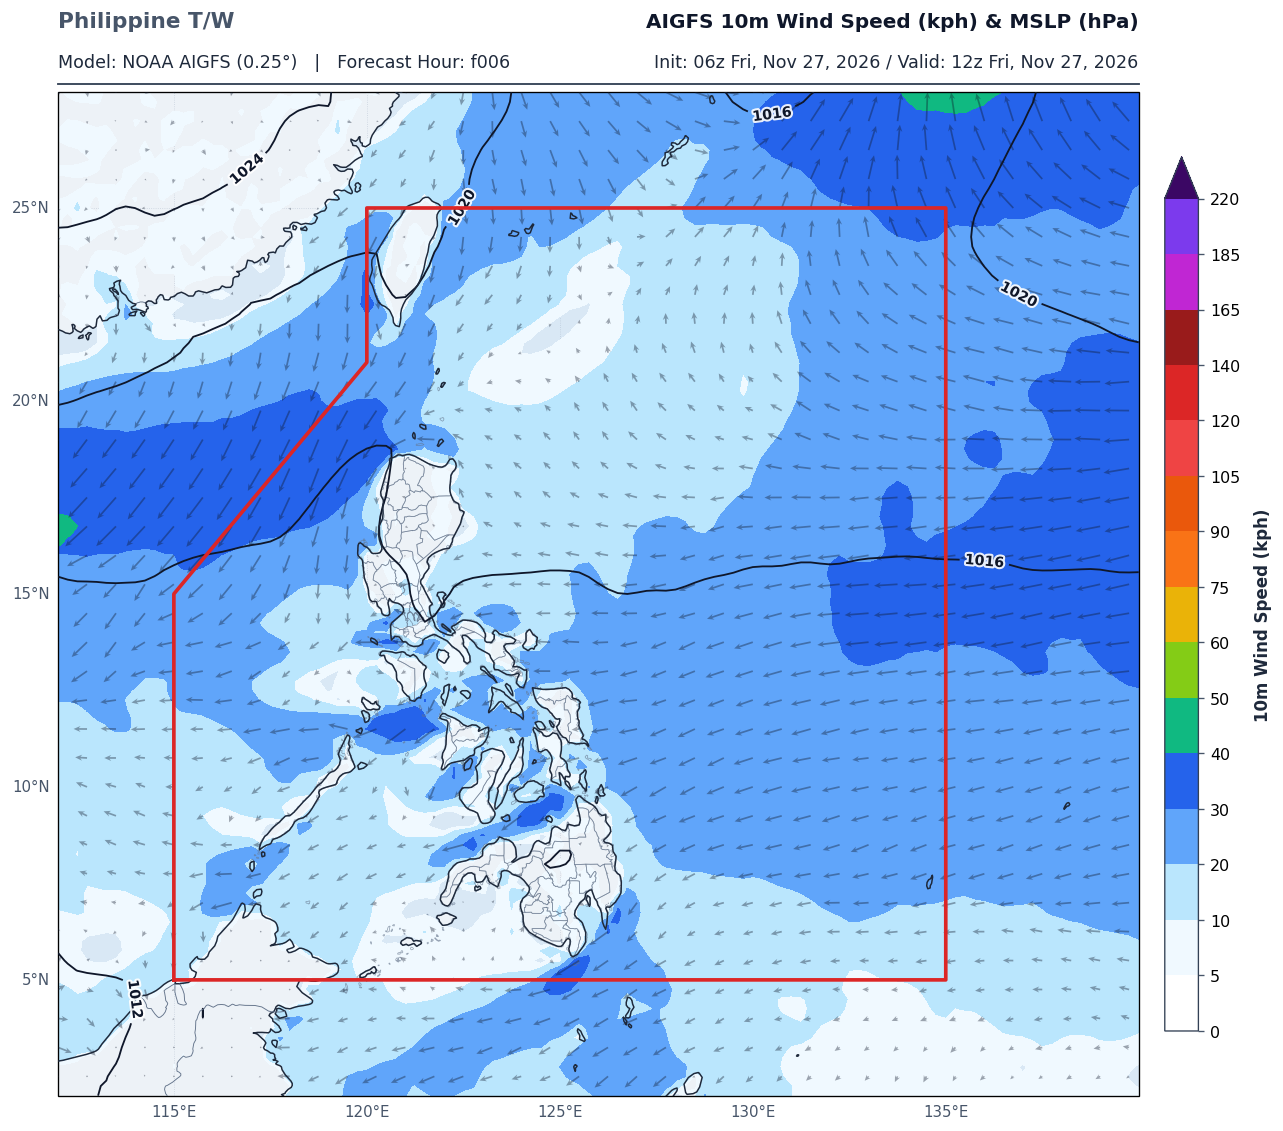 Philippine T/W
AIGFS 10m Wind Speed (kph) & MSLP (hPa)
Model: NOAA AIGFS (0.25°)   |   Forecast Hour: f006
Init: 06z Fri, Nov 27, 2026 / Valid: 12z Fri, Nov 27, 2026
1016
1024
1020
1020
1016
1012
25°N
20°N
15°N
10°N
5°N
115°E
120°E
125°E
130°E
135°E
220
185
165
140
120
105
90
75
60
50
40
30
20
10
5
0
10m Wind Speed (kph)